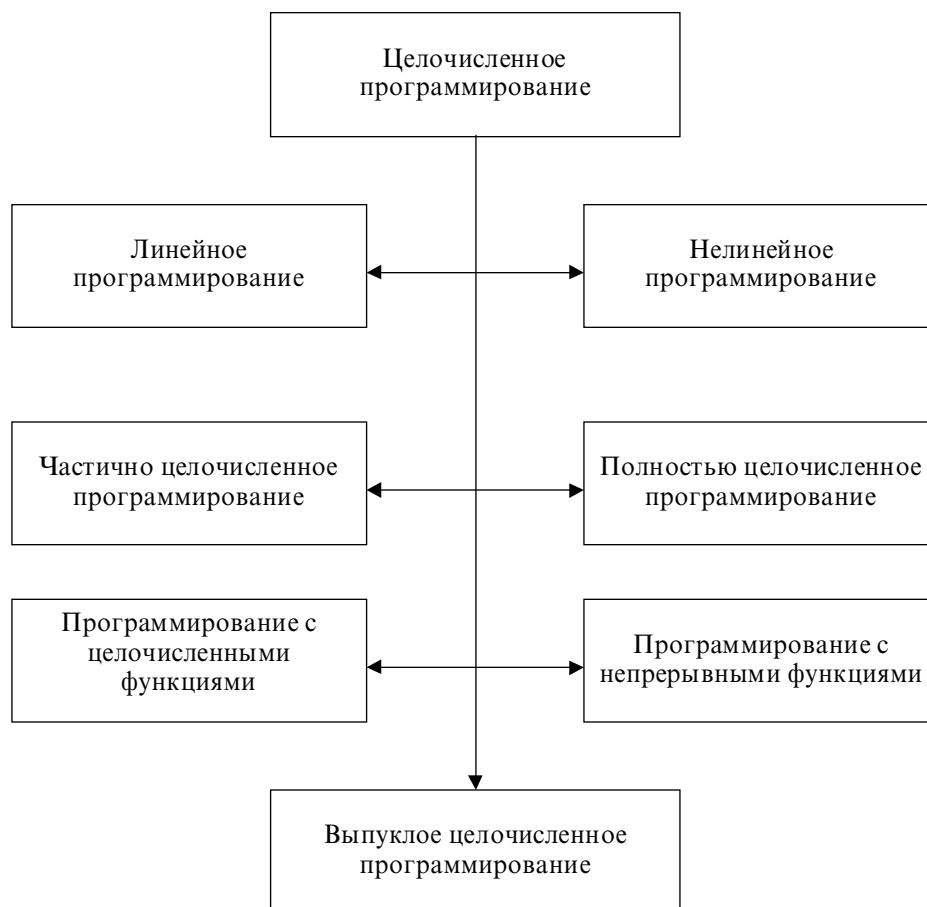 Целочисленное
программирование
Линейное
программирование
Нелинейное
программирование
Частично целочисленное
программирование
Полностью целочисленное
программирование
Программирование с
целочисленными
функциями
Программирование с
непрерывными функциями
Выпуклое целочисленное
программирование